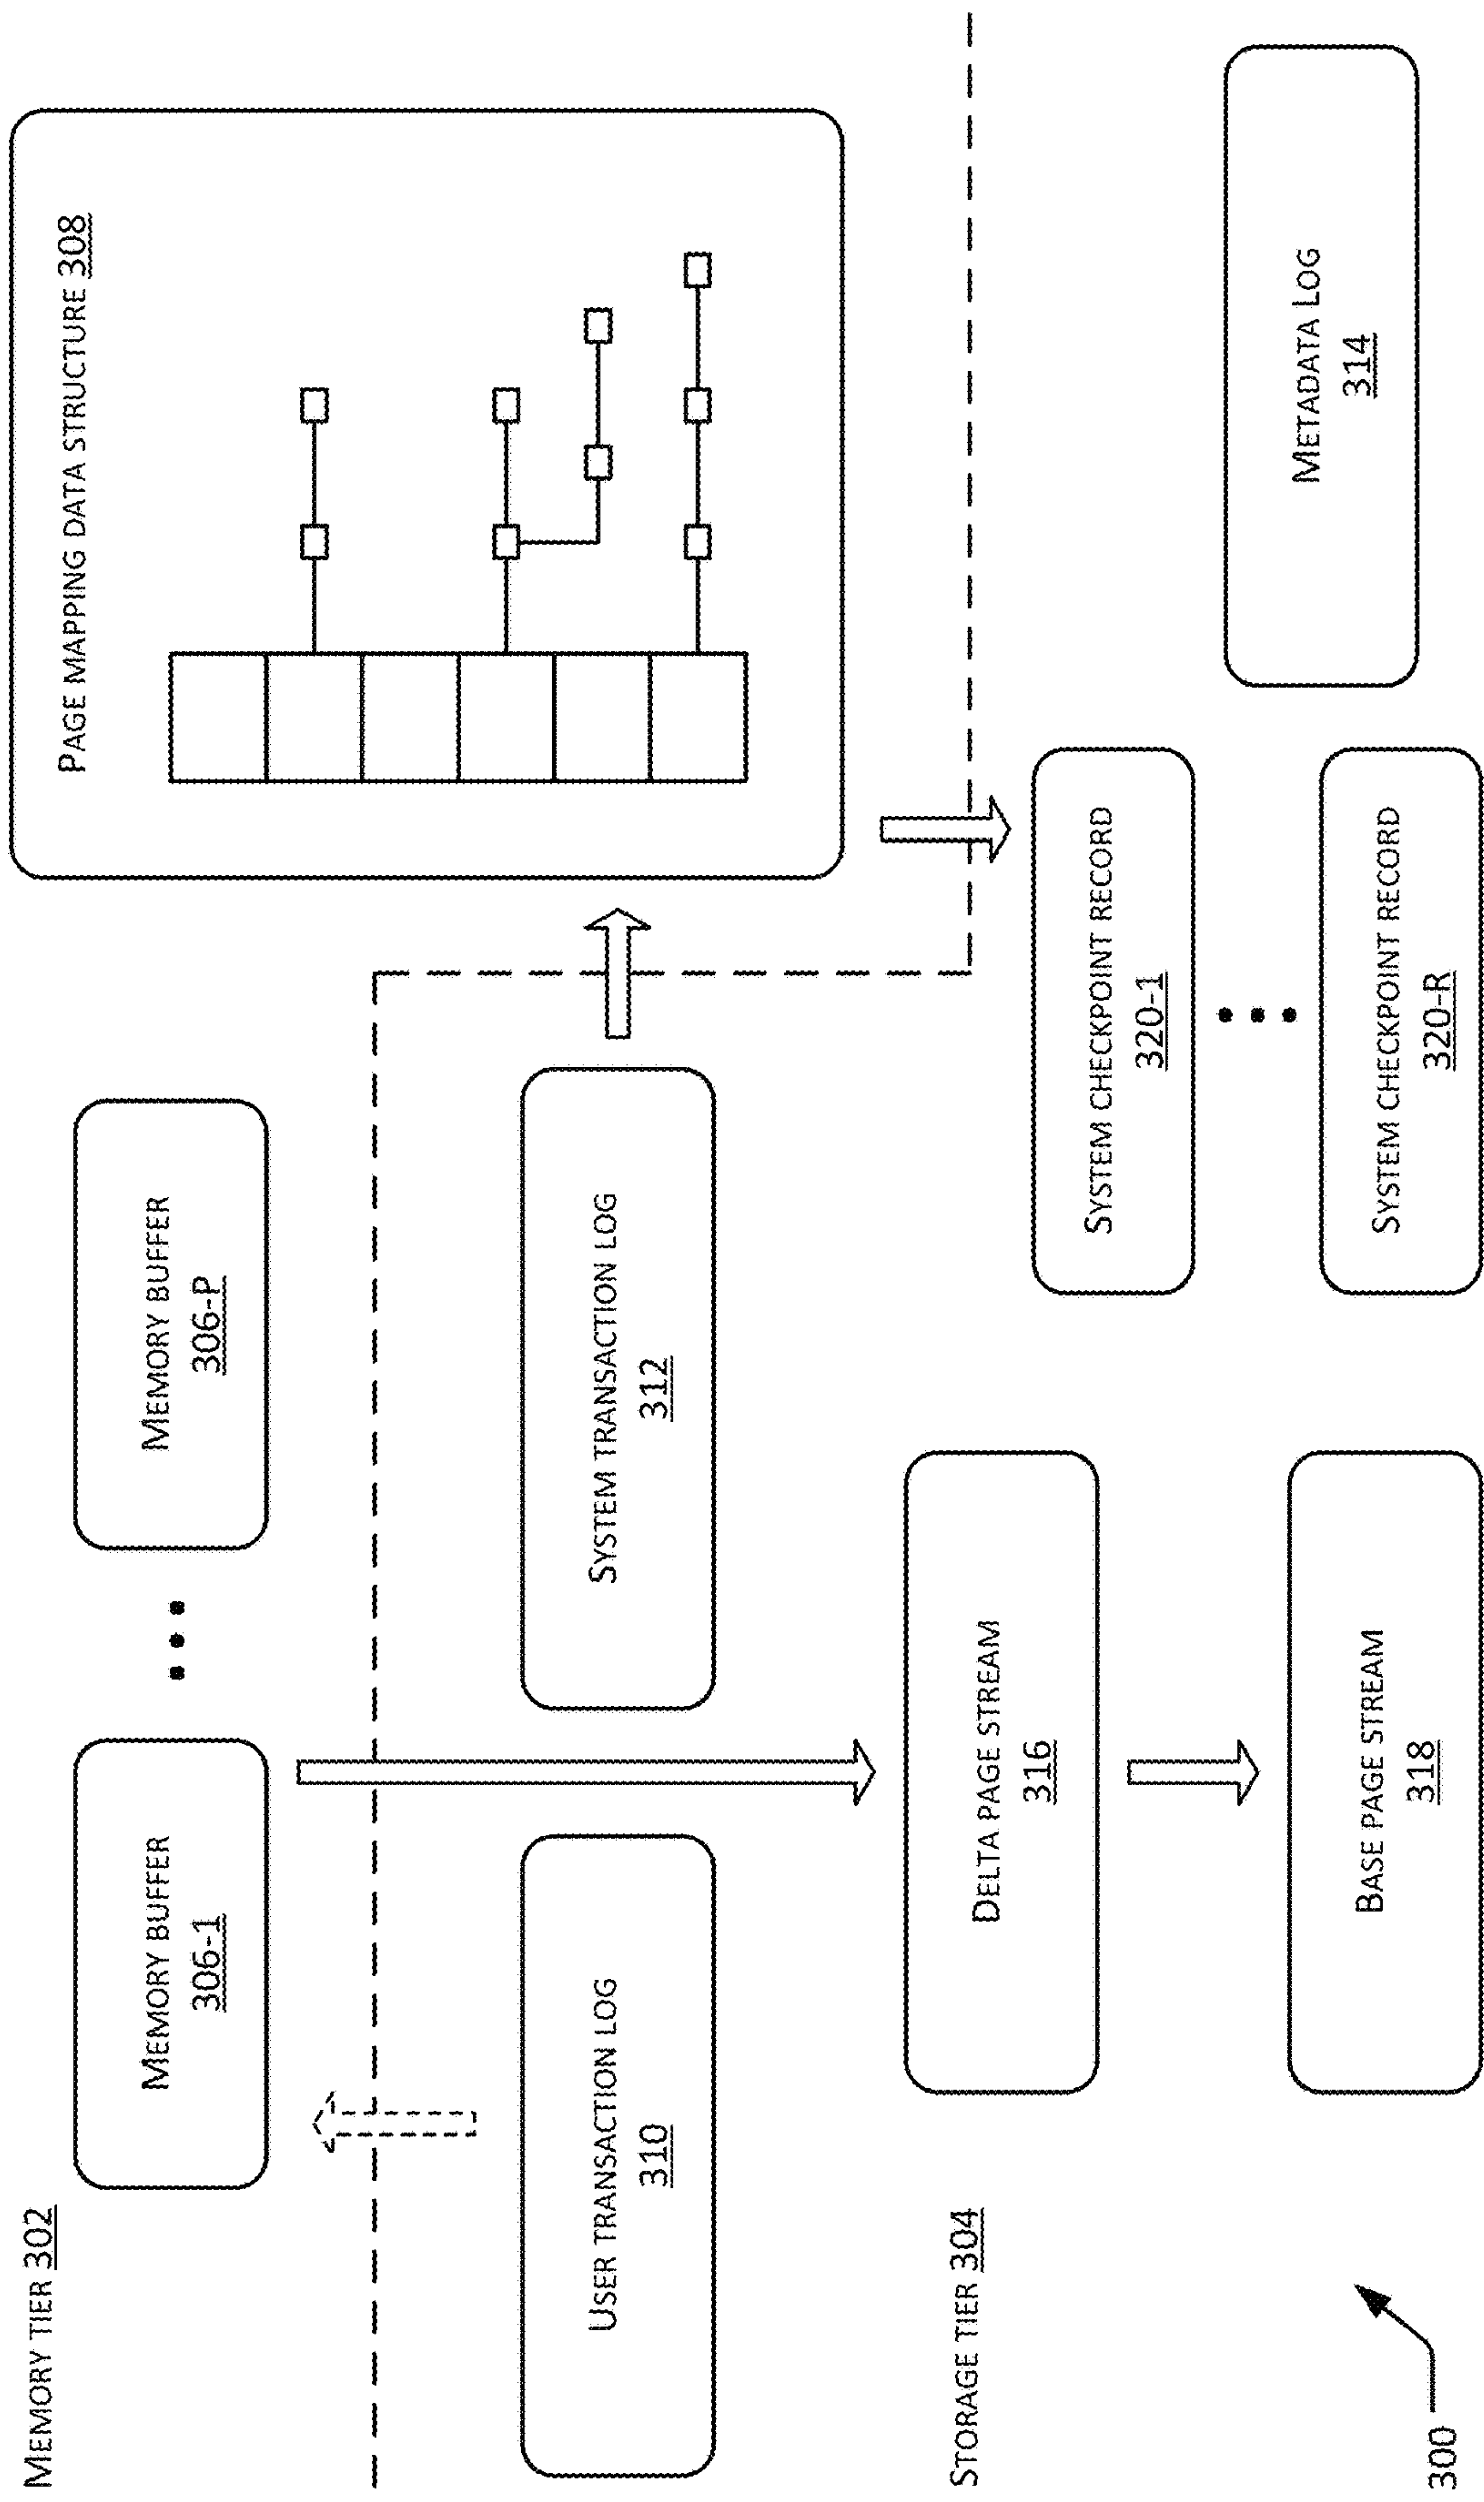 MEMORY TIER 302
MEMORY BUFFER
306-1
MEMORY BUFFER
306-P
PAGE MAPPING DATA STRUCTURE 308
USER TRANSACTION LOG
310
SYSTEM TRANSACTION LOG
312
STORAGE TIER 304
DELTA PAGE STREAM
316
SYSTEM CHECKPOINT RECORD
320-1
METADATA LOG
314
BASE PAGE STREAM
318
SYSTEM CHECKPOINT RECORD
320-R
300